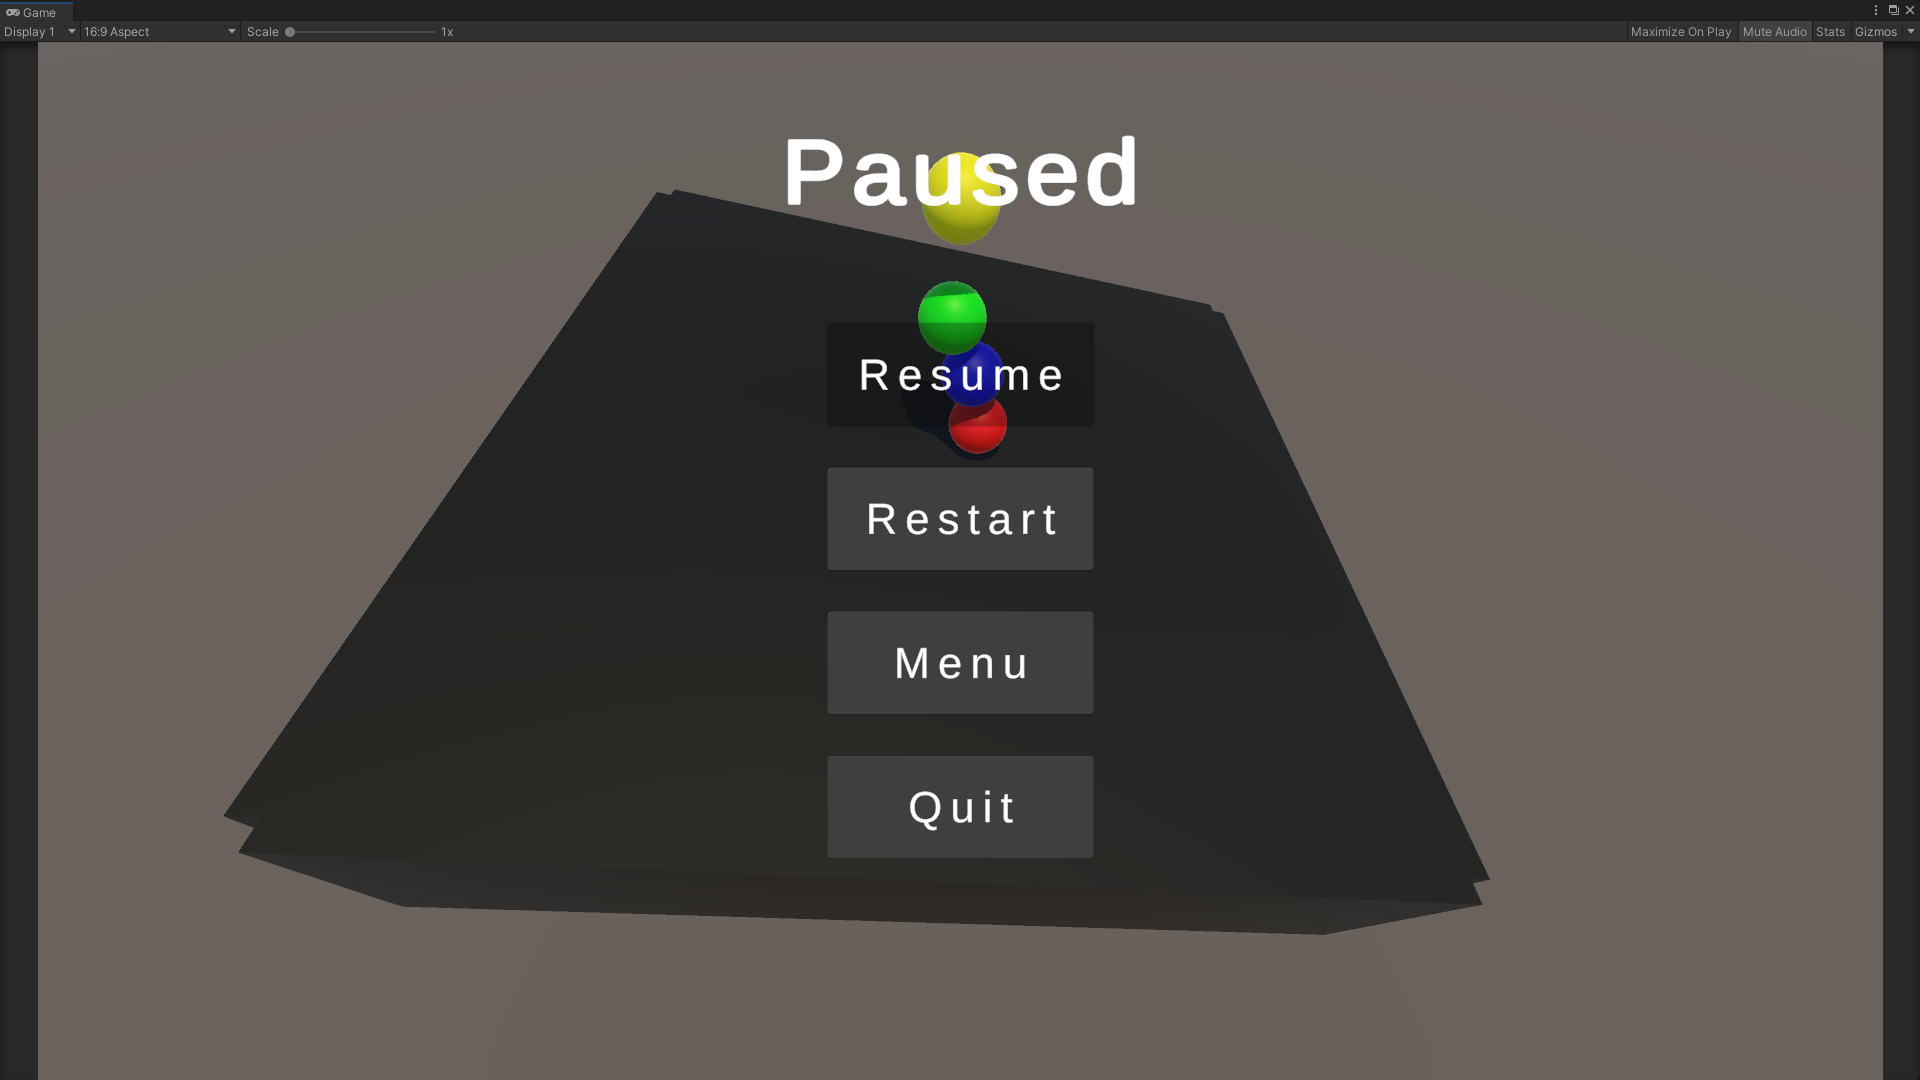 Game
Display 1 16:9 Aspect Scale 1x Maximize On Play Mute Audio Stats Gizmos
Paused
Resume
Restart
Menu
Quit